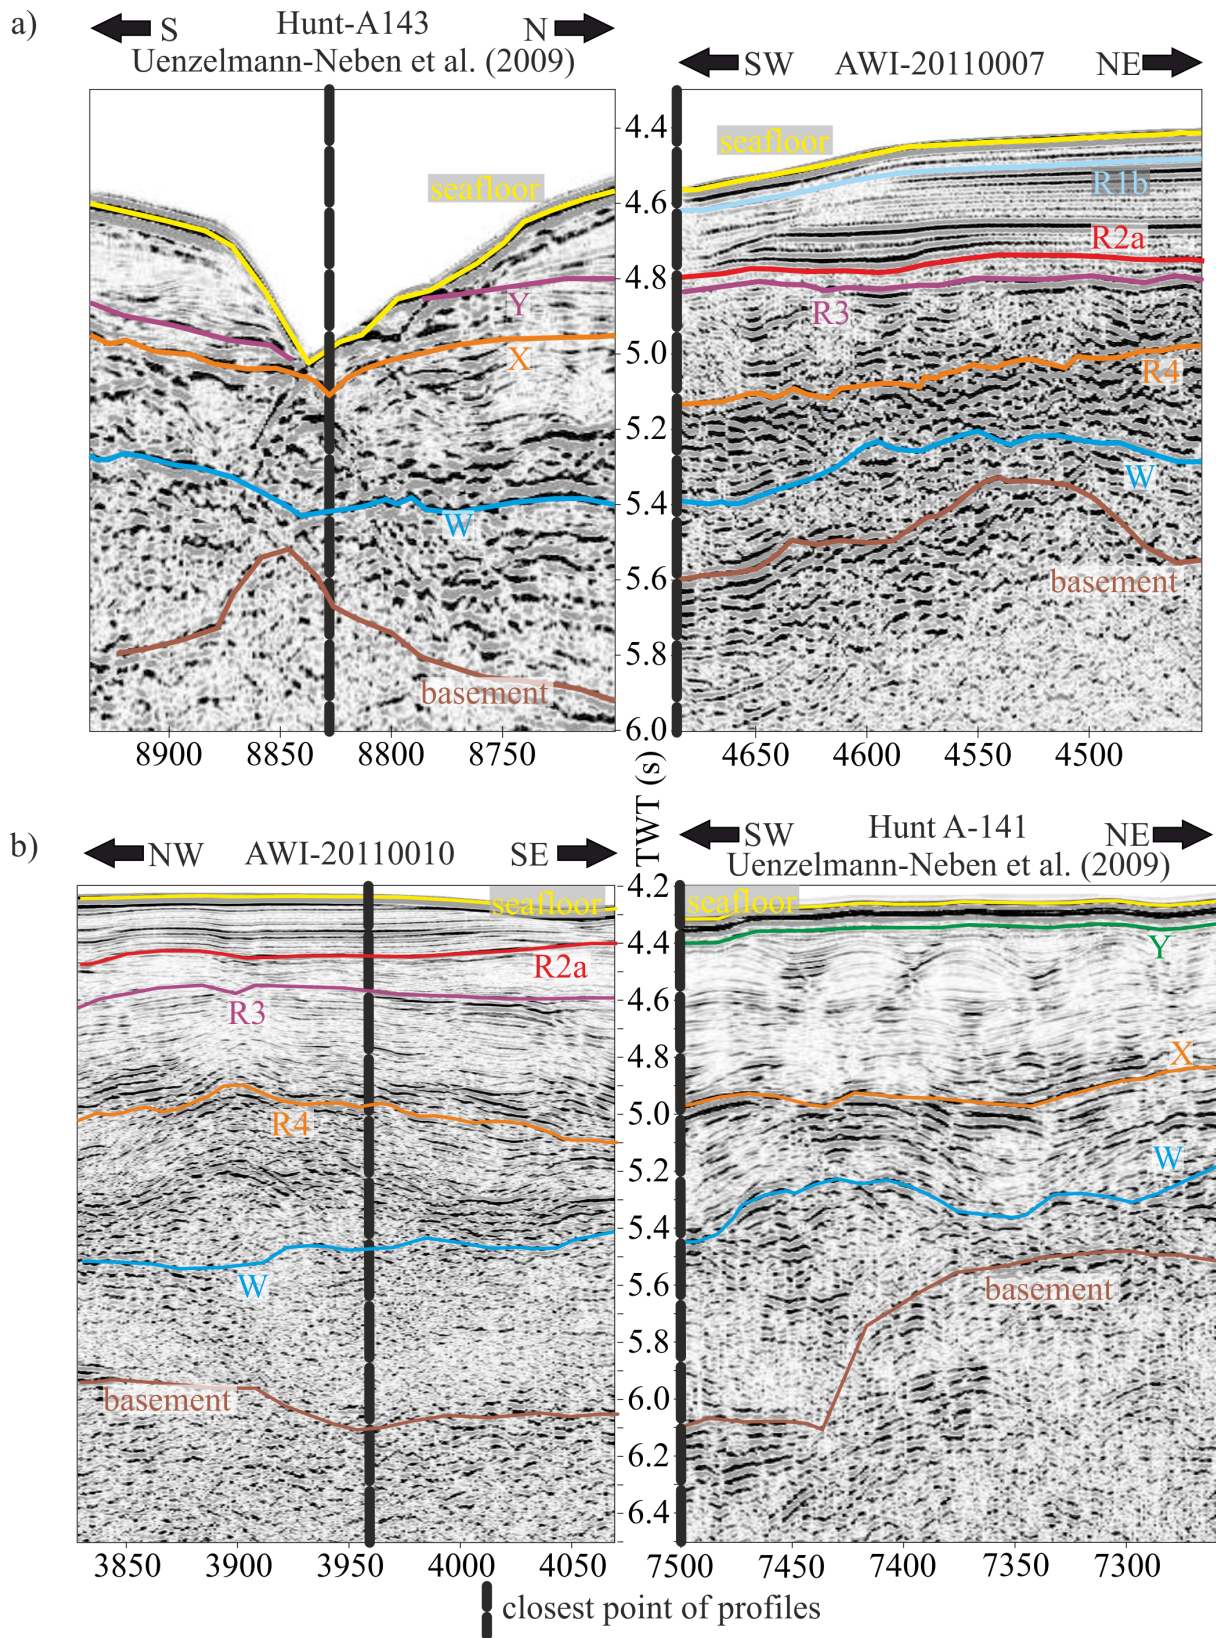 a)
S Hunt-A143 N
Uenzelmann-Neben et al. (2009)
SW AWI-20110007 NE
seafloor
Y
X
W
basement
8900 8850 8800 8750
4.4
4.6
4.8
5.0
5.2
5.4
5.6
5.8
6.0
seafloor
R1b
R2a
R3
R4
W
basement
4650 4600 4550 4500
TWT (s)
b)
NW AWI-20110010 SE
SW Hunt A-141 NE
Uenzelmann-Neben et al. (2009)
seafloor
R2a
R3
R4
W
basement
3850 3900 3950 4000 4050
4.2
4.4
4.6
4.8
5.0
5.2
5.4
5.6
5.8
6.0
6.2
6.4
seafloor
Y
X
W
basement
7500 7450 7400 7350 7300
closest point of profiles